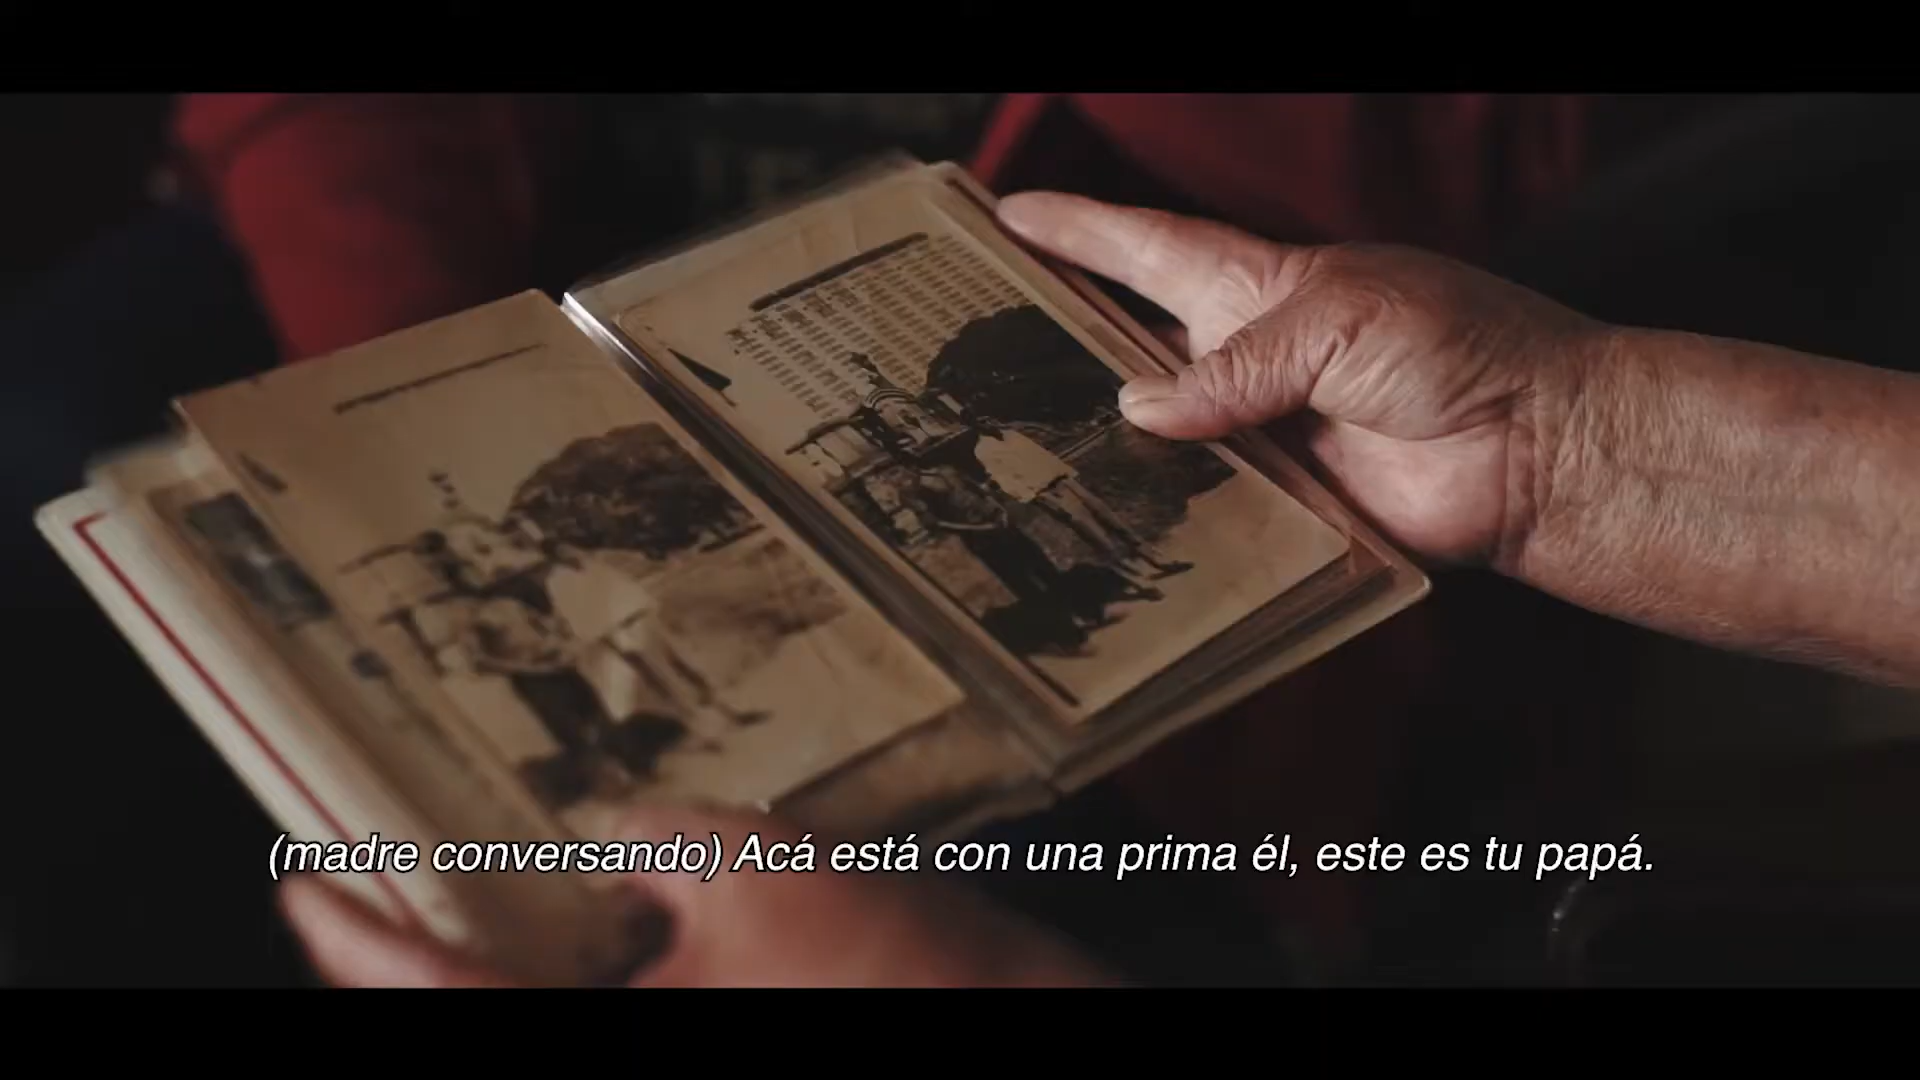 (madre conversando) Acá está con una prima él, este es tu papá.